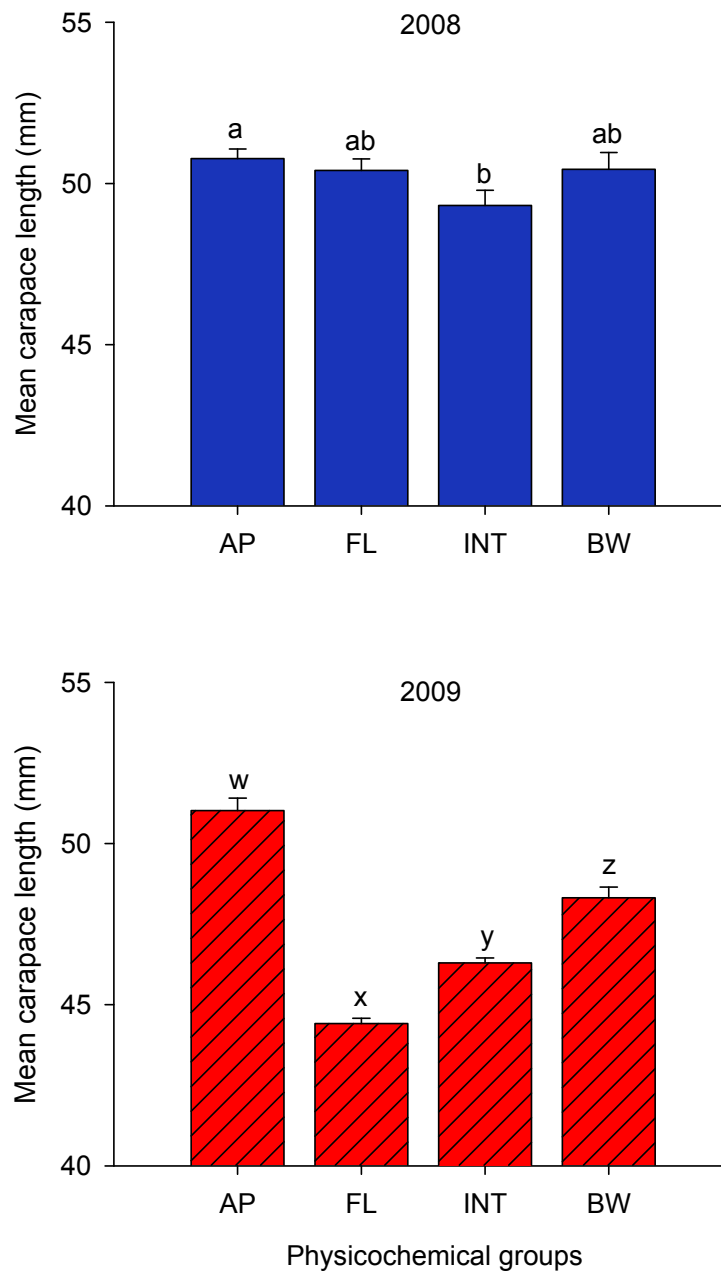 55
2008
a
ab
b
ab
50
45
40
Mean carapace length (mm)
AP FL INT BW
55
2009
w
x
y
z
50
45
40
Mean carapace length (mm)
AP FL INT BW
Physicochemical groups